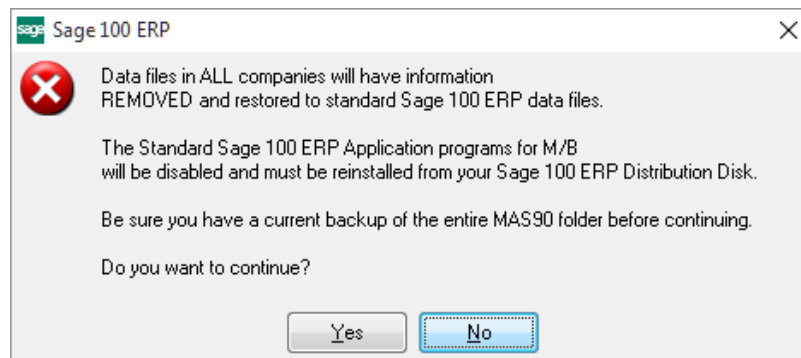 sage Sage 100 ERP
Data files in ALL companies will have information
REMOVED and restored to standard Sage 100 ERP data files.
The Standard Sage 100 ERP Application programs for M/B
will be disabled and must be reinstalled from your Sage 100 ERP Distribution Disk.
Be sure you have a current backup of the entire MAS90 folder before continuing.
Do you want to continue?
Yes No